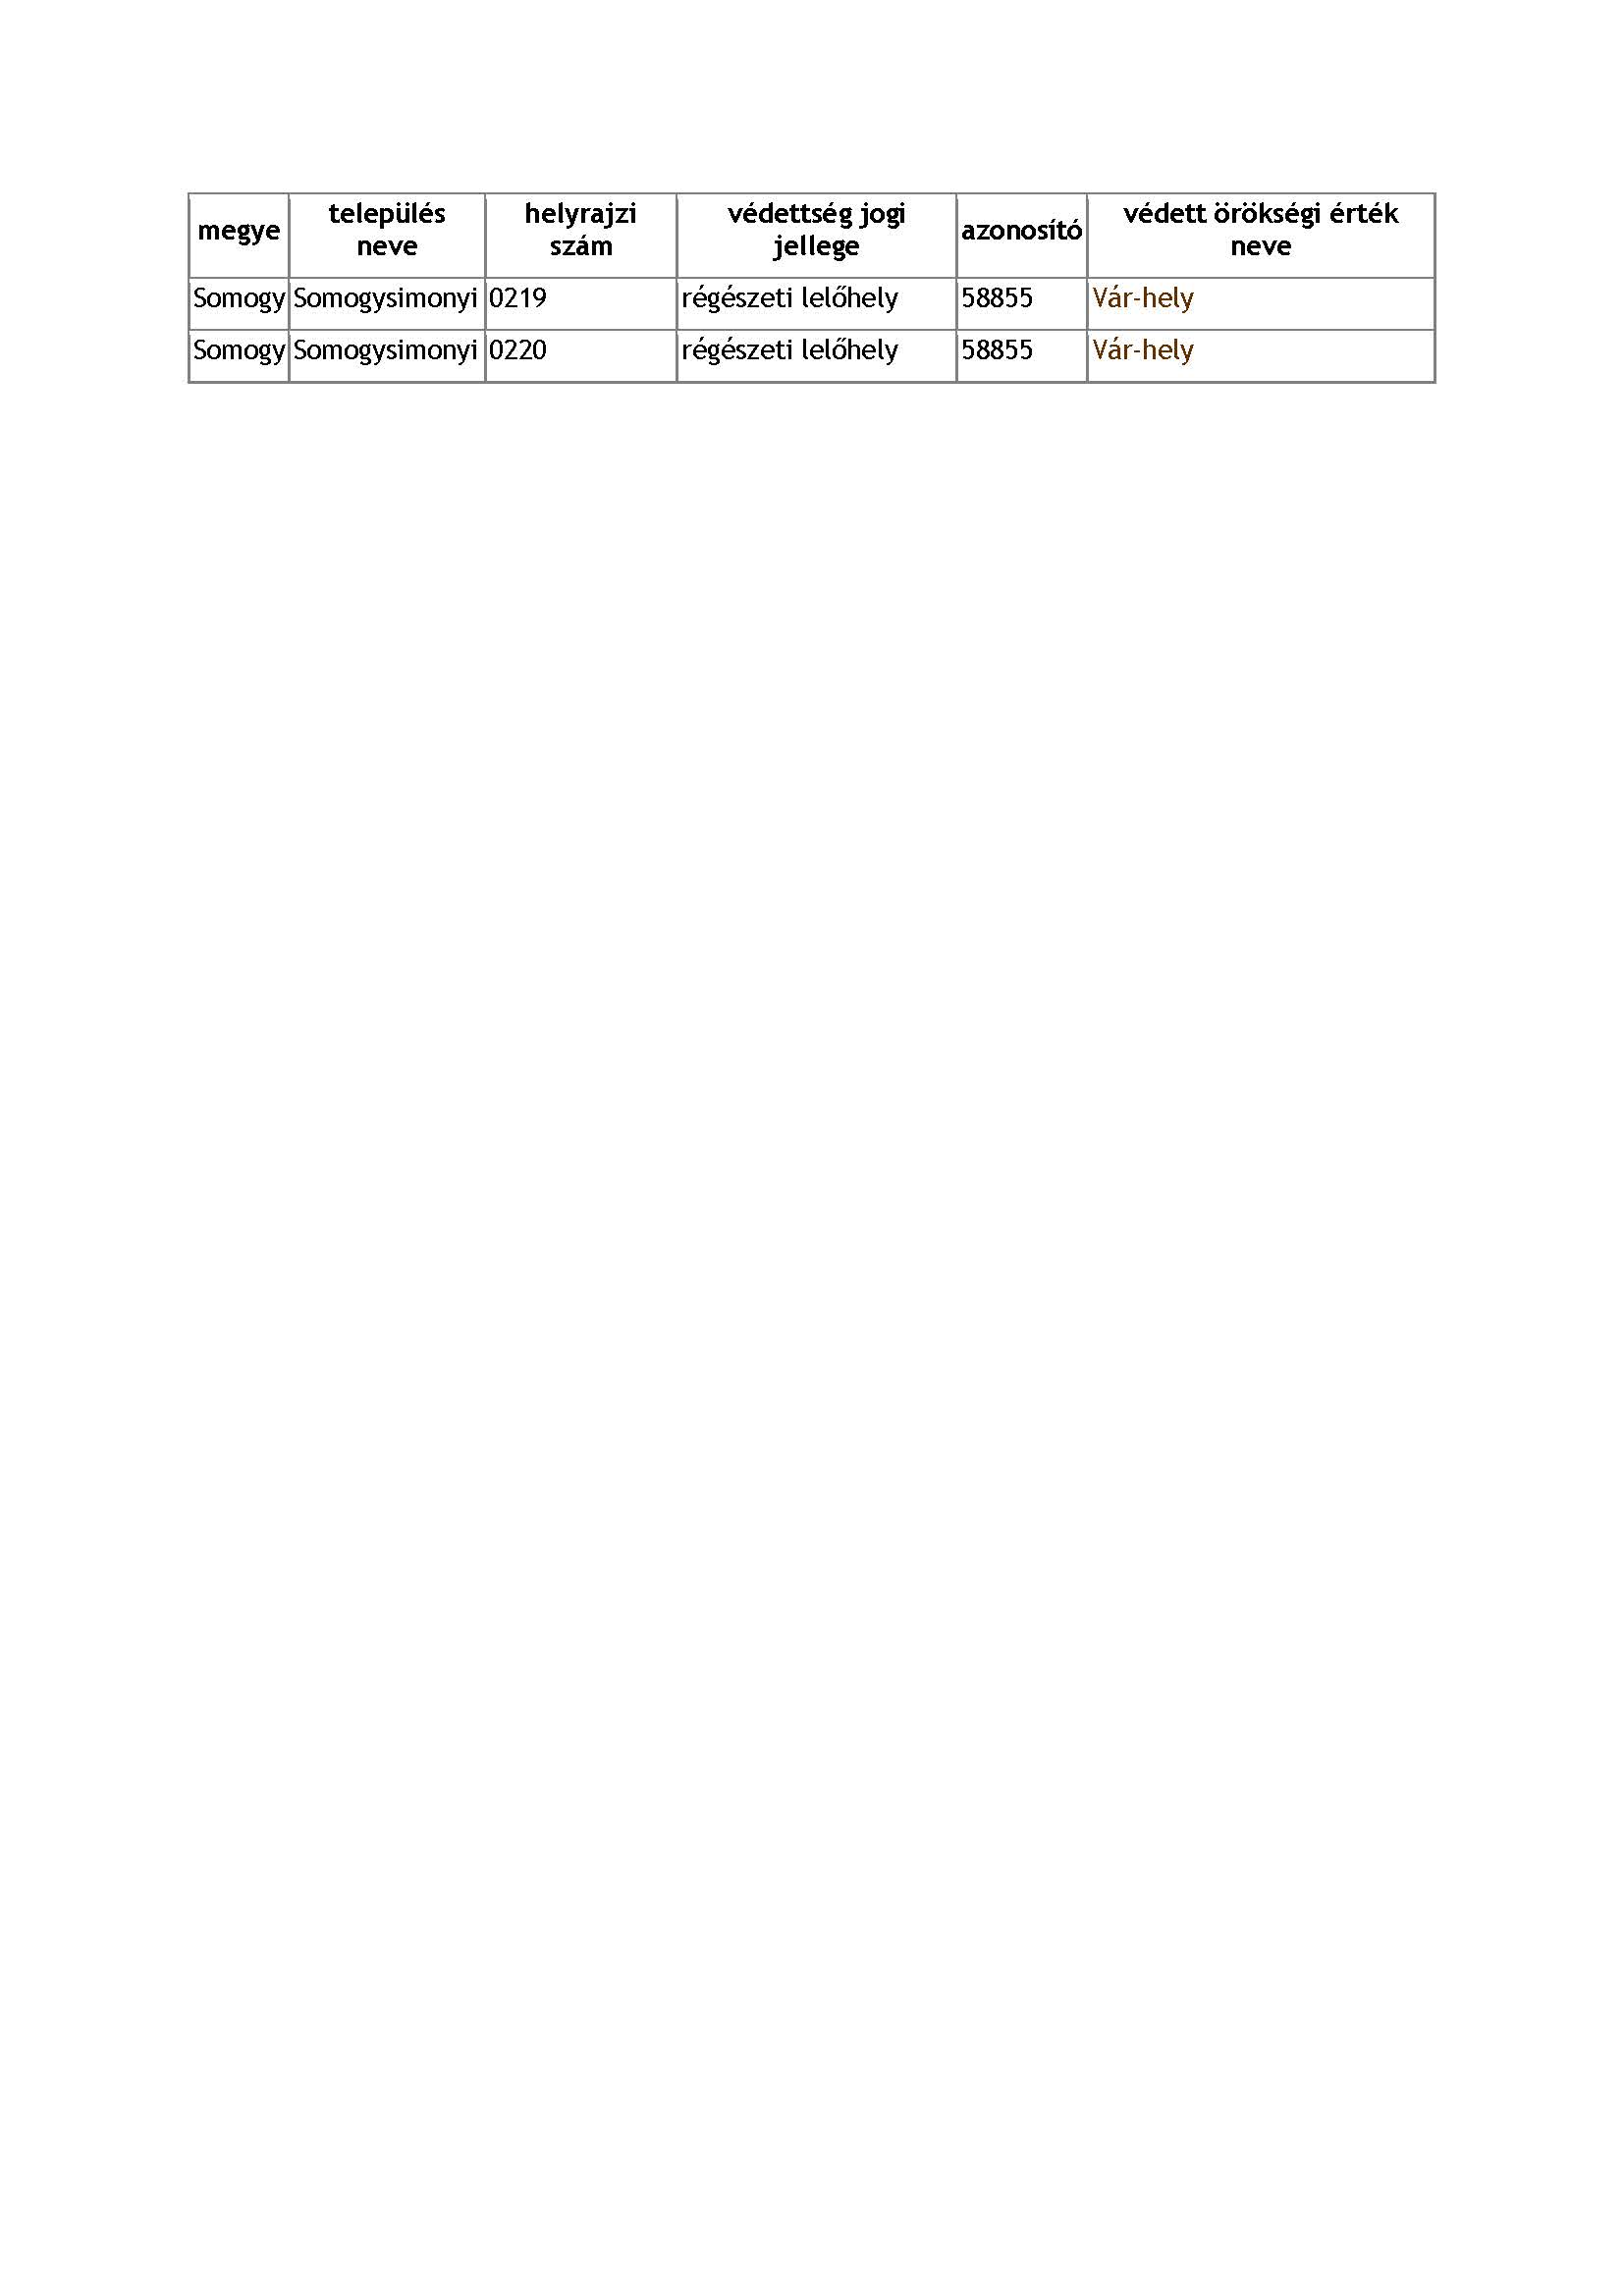 megye település neve helyrajzi szám védettség jogi jellege azonosító védett örökségi érték neve
Somogy Somogysimonyi 0219 régészeti lelőhely 58855 Vár-hely
Somogy Somogysimonyi 0220 régészeti lelőhely 58855 Vár-hely